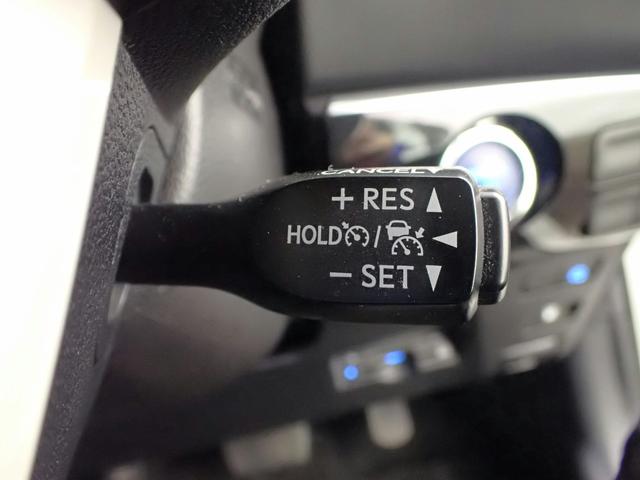 CANCEL
+ RES ▲
HOLD / ◀
− SET ▼